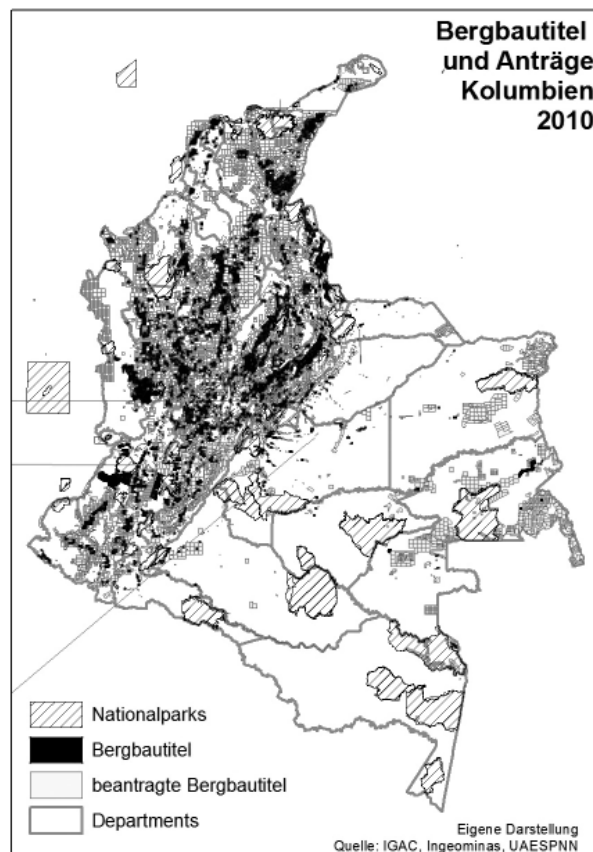 Bergbautitel
und Anträge
Kolumbien
2010
Nationalparks
Bergbautitel
beantragte Bergbautitel
Departments
Eigene Darstellung
Quelle: IGAC, Ingeominas, UAESPNN